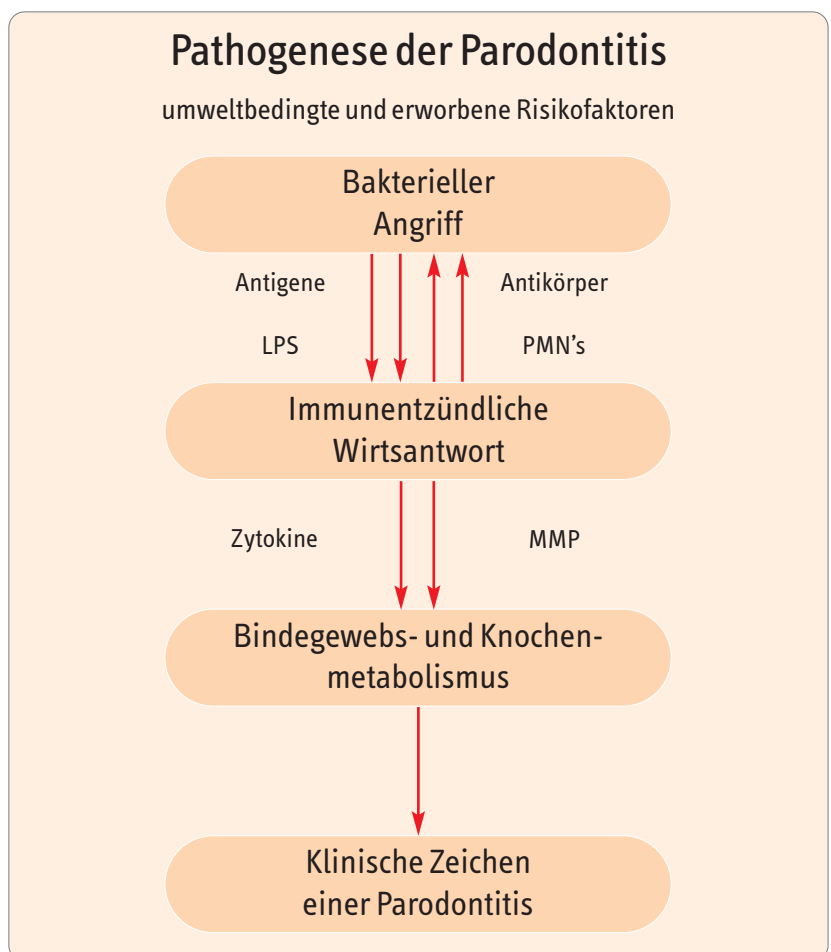 Pathogenese der Parodontitis
umweltbedingte und erworbene Risikofaktoren
Bakterieller
Angriff
Antigene
Antikörper
LPS
PMN's
Immunentzündliche
Wirtsantwort
Zytokine
MMP
Bindegewebs- und Knochen-
metabolismus
Klinische Zeichen
einer Parodontitis